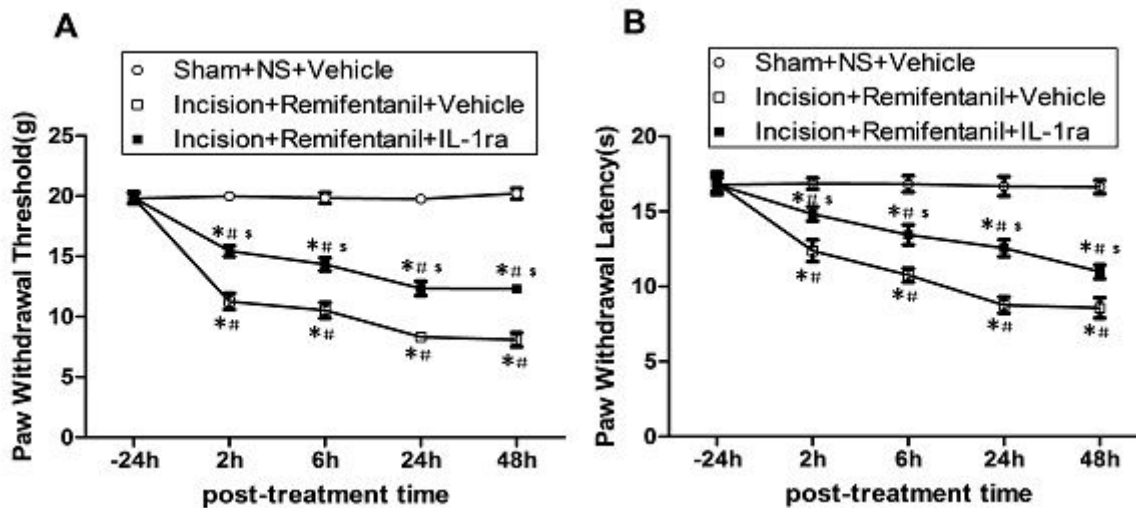 A
Sham+NS+Vehicle
Incision+Remifentanil+Vehicle
Incision+Remifentanil+IL-1ra
Paw Withdrawal Threshold(g)
25
20
15
10
5
0
*# $
*# $
*# $
*# $
*#
*#
*#
*#
-24h 2h 6h 24h 48h
post-treatment time
B
Sham+NS+Vehicle
Incision+Remifentanil+Vehicle
Incision+Remifentanil+IL-1ra
Paw Withdrawal Latency(s)
20
15
10
5
0
*# $
*# $
*# $
*# $
*#
*#
*#
*#
-24h 2h 6h 24h 48h
post-treatment time